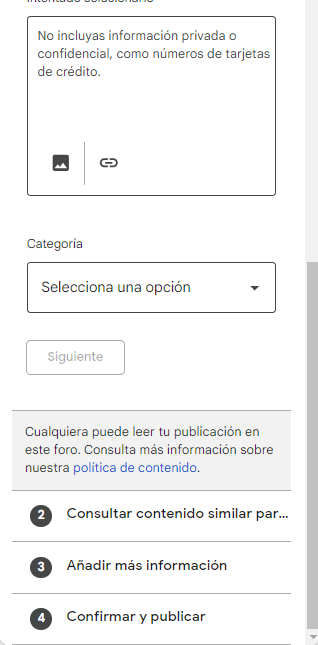 No incluyas información privada o
confidencial, como números de tarjetas
de crédito.
Categoría
Selecciona una opción
Siguiente
Cualquiera puede leer tu publicación en
este foro. Consulta más información sobre
nuestra política de contenido.
2 Consultar contenido similar par...
3 Añadir más información
4 Confirmar y publicar